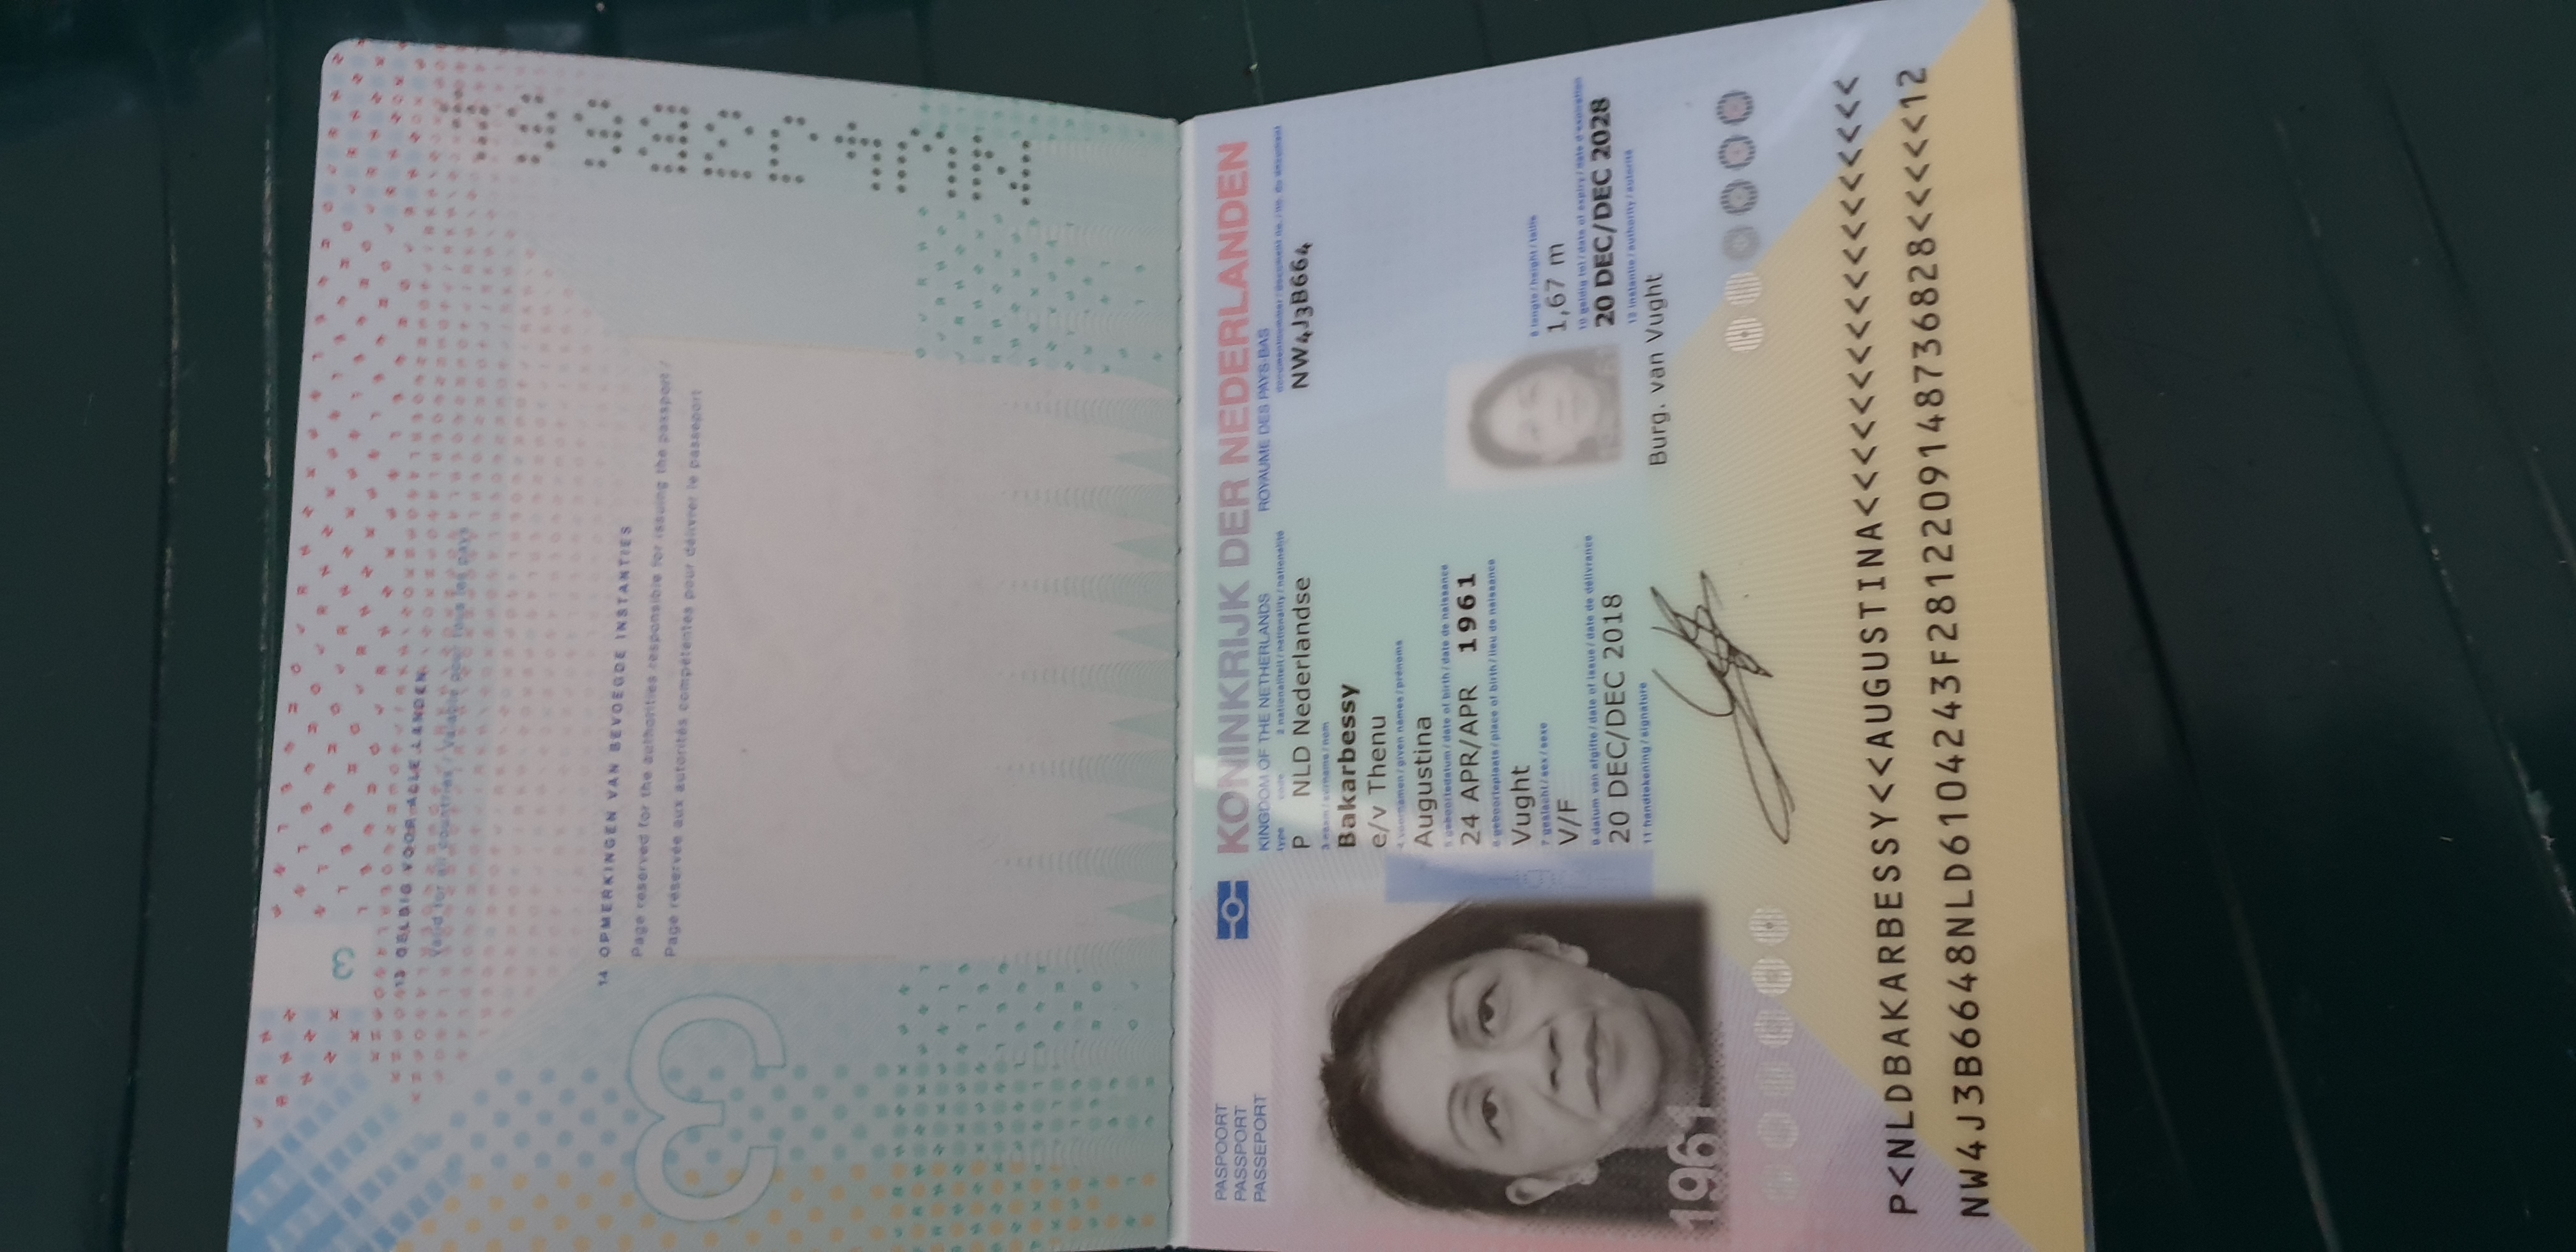 3
13 GELDIG VOOR ALLE LANDEN
Valid for all countries / Valable pour tous les pays
14 OPMERKINGEN VAN BEVOEGDE INSTANTIES
Page reserved for the authorities responsible for issuing the passport /
Page réservée aux autorités compétentes pour délivrer le passeport
3
NW4J3B664
PASPOORT
PASSPORT
PASSEPORT
KONINKRIJK DER NEDERLANDEN
KINGDOM OF THE NETHERLANDS ROYAUME DES PAYS-BAS
type code 2 nationaliteit / nationality / nationalité documentnummer / document no. / no. du document
P NLD Nederlandse NW4J3B664
3 naam / surname / nom
Bakarbessy
e/v Thenu
4 voornamen / given names / prénoms
Augustina
5 geboortedatum / date of birth / date de naissance
24 APR/APR 1961
6 geboorteplaats / place of birth / lieu de naissance
Vught
7 geslacht / sex / sexe
V/F
8 lengte / height / taille
1,67 m
9 datum van afgifte / date of issue / date de délivrance
20 DEC/DEC 2018
10 geldig tot / date of expiry / date d'expiration
20 DEC/DEC 2028
11 handtekening / signature
12 instantie / authority / autorité
Burg. van Vught
1961
P<NLDBAKARBESSY<<AUGUSTINA<<<<<<<<<<<<<<<<<<
NW4J3B6648NLD6104243F2812209148736828<<<<<12